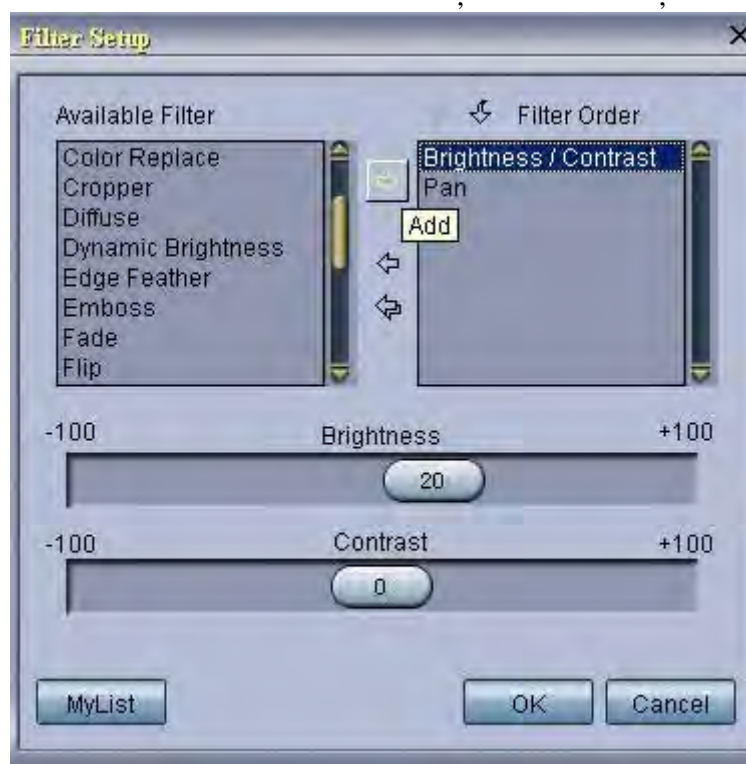 Filter Setup
Available Filter
Filter Order
Color Replace
Cropper
Diffuse
Dynamic Brightness
Edge Feather
Emboss
Fade
Flip
Brightness / Contrast
Pan
Add
-100 Brightness +100
20
-100 Contrast +100
0
MyList OK Cancel